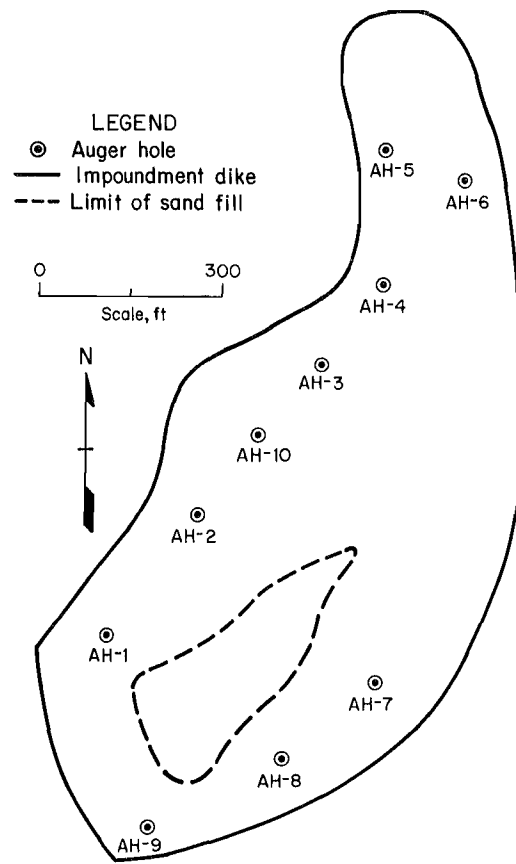 LEGEND
Auger hole
Impoundment dike
Limit of sand fill
0 300
Scale, ft
N
AH-5
AH-6
AH-4
AH-3
AH-10
AH-2
AH-1
AH-7
AH-8
AH-9